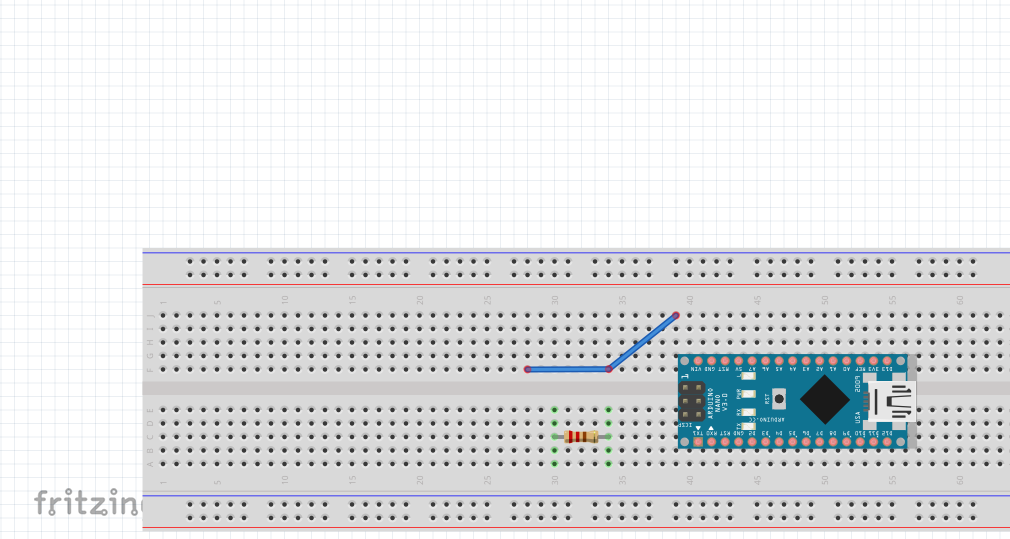 1 5 10 15 20 25 30 35 40 45 50 55 60
J
I
H
G
F
VIN GND RST 5V A7 A6 A5 A4 A3 A2 A1 A0 REF 3V3 D13
ARDUINO
NANO
V3.0
PWR
RX
TX
L
RST
ARDUINO.CC
2009
USA
ICSP
1
TX1 RX0 RST GND D2 D3 D4 D5 D6 D7 D8 D9 D10 D11 D12
E
D
C
B
A
1 5 10 15 20 25 30 35 40 45 50 55 60
fritzin